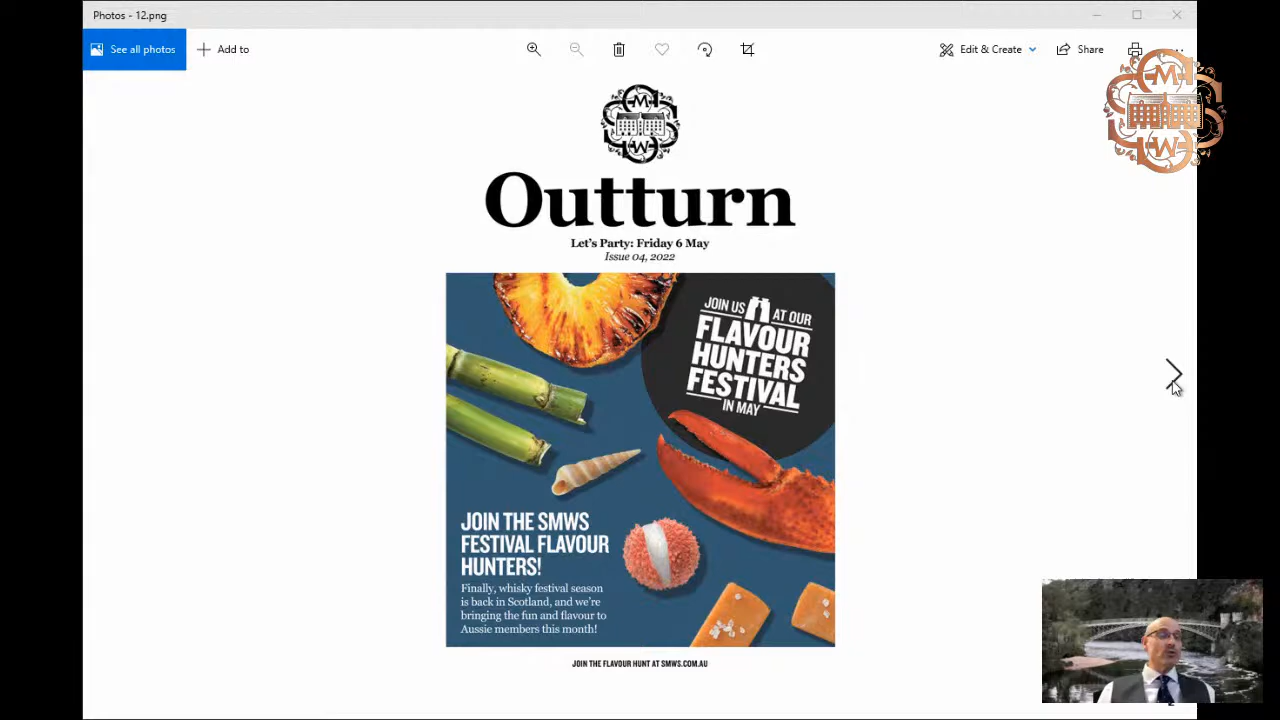 Photos - 12.png
See all photos
Add to
Edit & Create
Share
M
W
M
W
Outturn
Let's Party: Friday 6 May
Issue 04, 2022
JOIN US AT OUR
FLAVOUR
HUNTERS
FESTIVAL
IN MAY
JOIN THE SMWS
FESTIVAL FLAVOUR
HUNTERS!
Finally, whisky festival season
is back in Scotland, and we're
bringing the fun and flavour to
Aussie members this month!
JOIN THE FLAVOUR HUNT AT SMWS.COM.AU